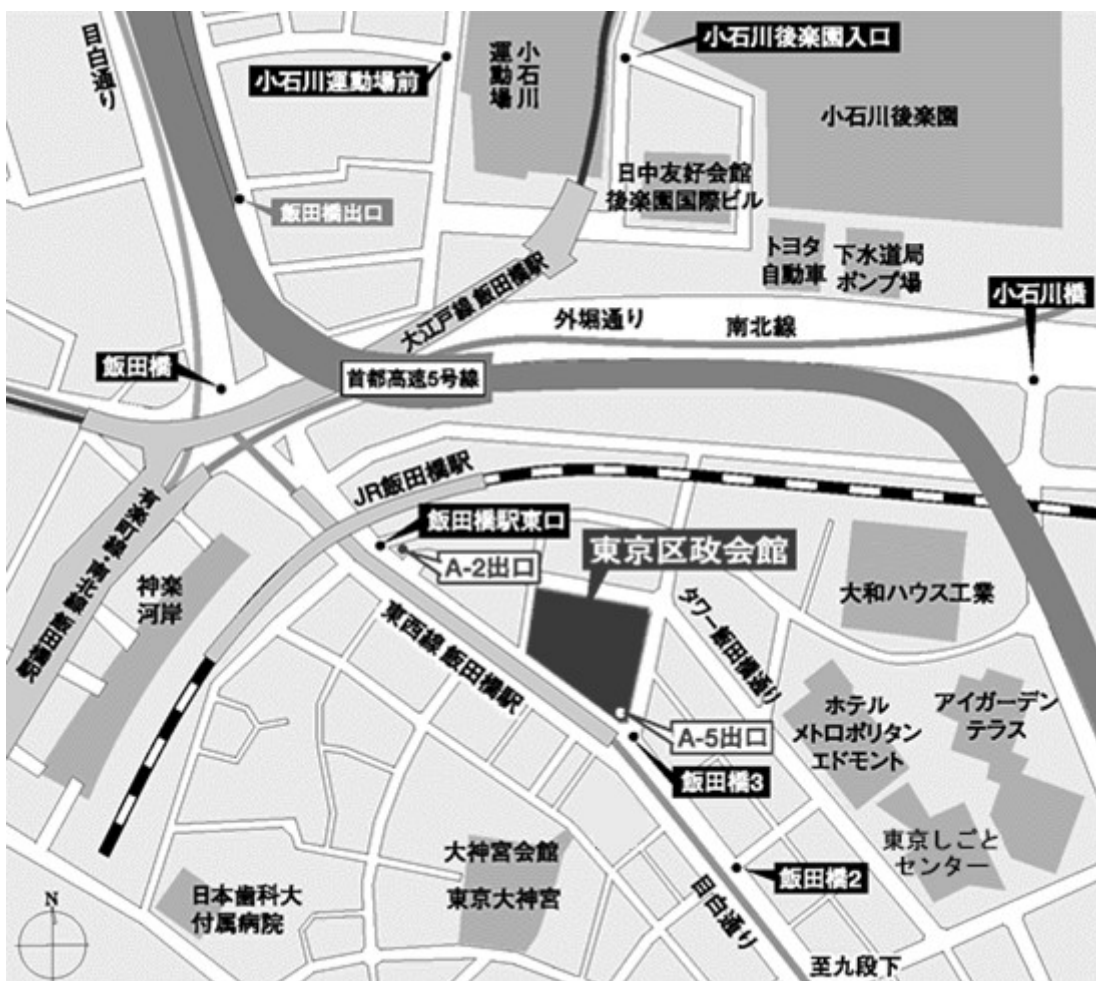 目白通り
小石川運動場前
小石川
運動場
小石川後楽園入口
小石川後楽園
日中友好会館
後楽園国際ビル
飯田橋出口
トヨタ
自動車
下水道局
ポンプ場
大江戸線 飯田橋駅
外堀通り
南北線
小石川橋
飯田橋
首都高速5号線
JR飯田橋駅
有楽町線・南北線 飯田橋駅
飯田橋駅東口
A-2出口
東京区政会館
神楽
河岸
東西線 飯田橋駅
タワー飯田橋通り
大和ハウス工業
ホテル
メトロポリタン
エドモント
アイガーデン
テラス
A-5出口
飯田橋3
東京しごと
センター
大神宮会館
東京大神宮
飯田橋2
日本歯科大
付属病院
目白通り
至九段下
N